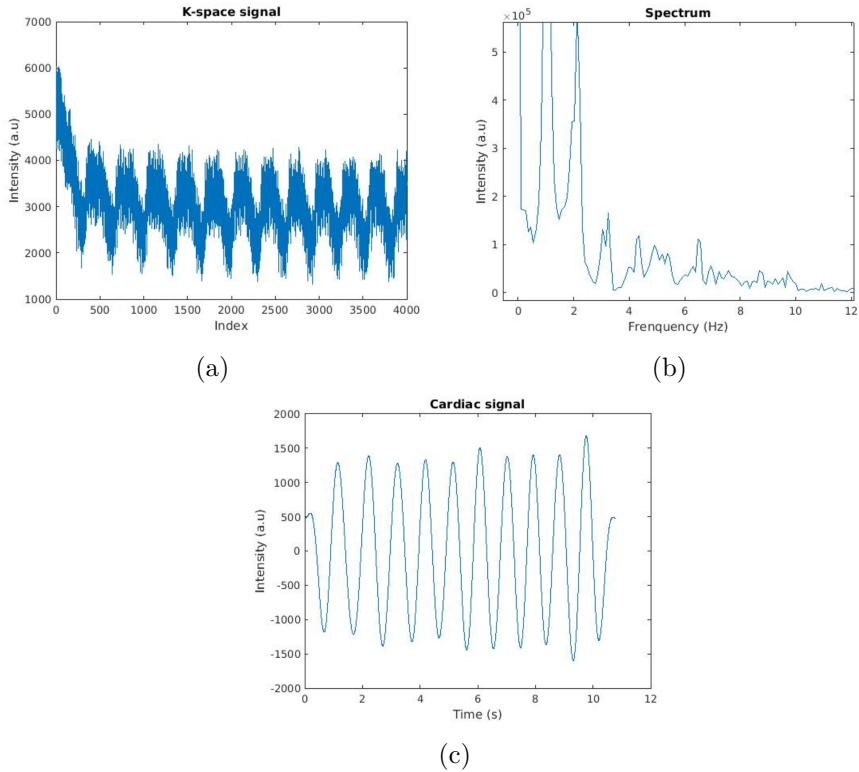 K-space signal
7000
6000
5000
4000
3000
2000
1000
Intensity (a.u)
0 500 1000 1500 2000 2500 3000 3500 4000
Index
(a)
Spectrum
×10⁵
5
4
3
2
1
0
Intensity (a.u)
0 2 4 6 8 10 12
Frenquency (Hz)
(b)
Cardiac signal
2000
1500
1000
500
0
-500
-1000
-1500
-2000
Intensity (a.u)
0 2 4 6 8 10 12
Time (s)
(c)